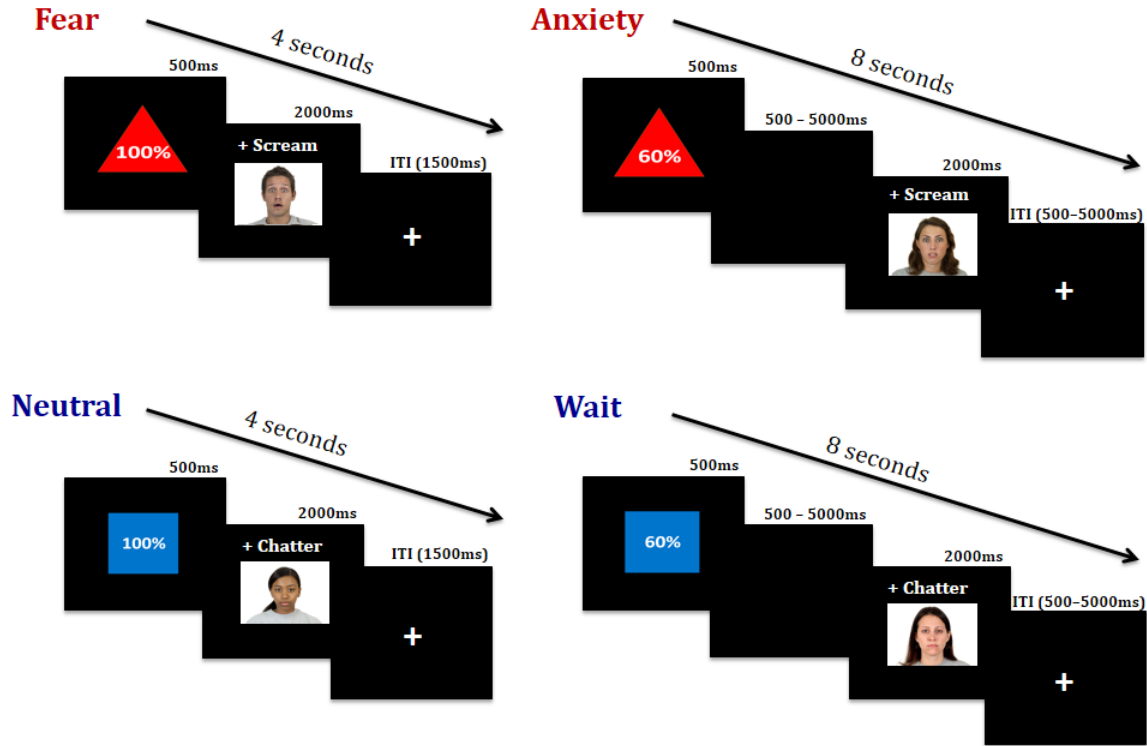 Fear
4 seconds
500ms
100%
2000ms
+ Scream
ITI (1500ms)
+
Anxiety
8 seconds
500ms
60%
500 – 5000ms
2000ms
+ Scream
ITI (500–5000ms)
+
Neutral
4 seconds
500ms
100%
2000ms
+ Chatter
ITI (1500ms)
+
Wait
8 seconds
500ms
60%
500 – 5000ms
2000ms
+ Chatter
ITI (500–5000ms)
+